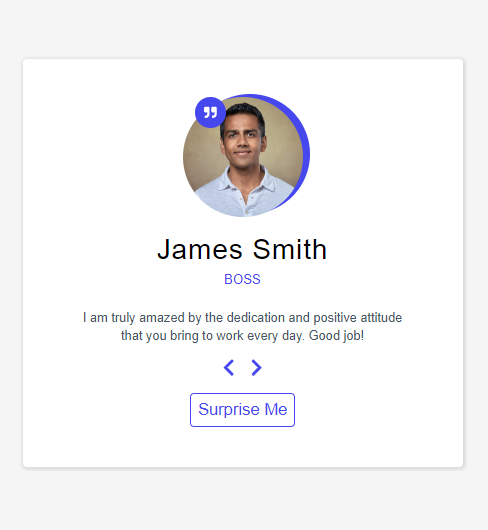 James Smith
BOSS
I am truly amazed by the dedication and positive attitude
that you bring to work every day. Good job!
Surprise Me